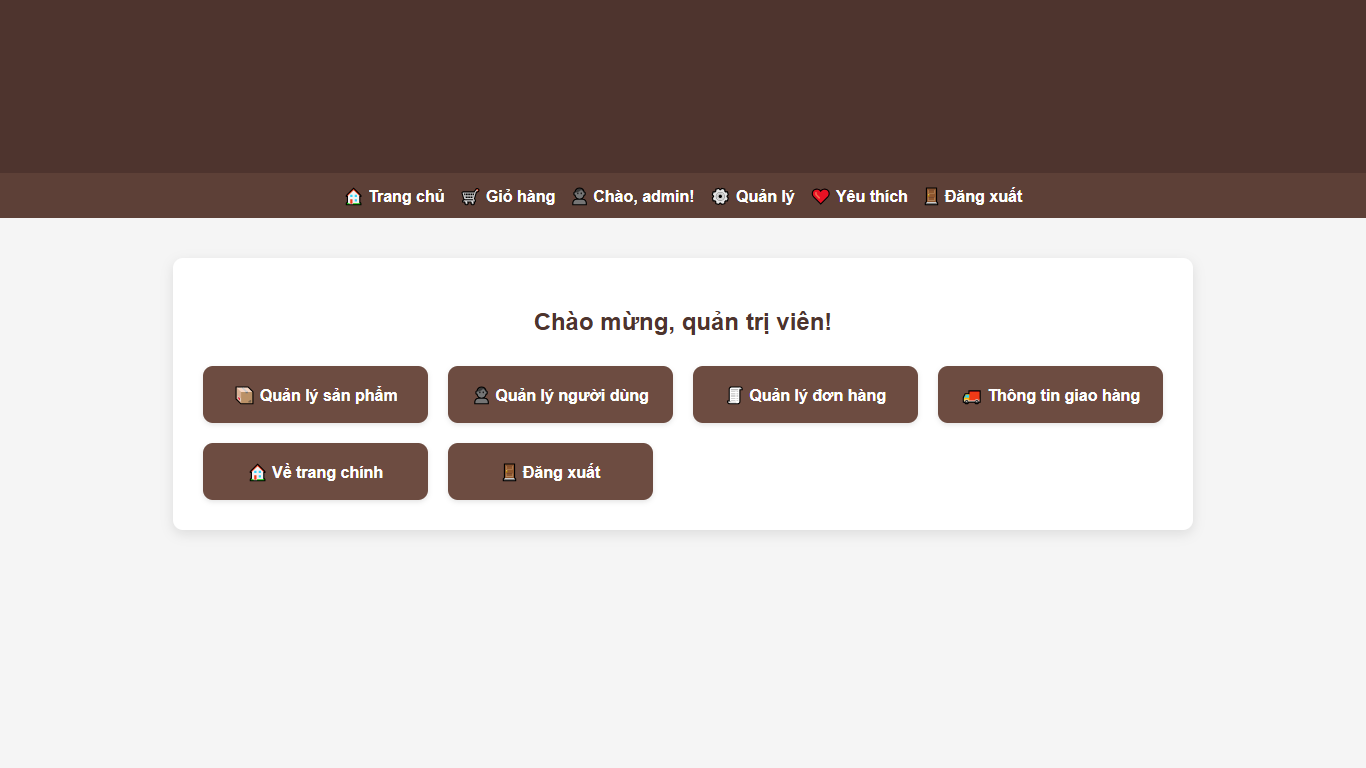 🏠 Trang chủ 🛒 Giỏ hàng 👤 Chào, admin! ⚙️ Quản lý ❤️ Yêu thích 🚪 Đăng xuất
Chào mừng, quản trị viên!
📦 Quản lý sản phẩm 👤 Quản lý người dùng 🧾 Quản lý đơn hàng 🚚 Thông tin giao hàng
🏠 Về trang chính 🚪 Đăng xuất